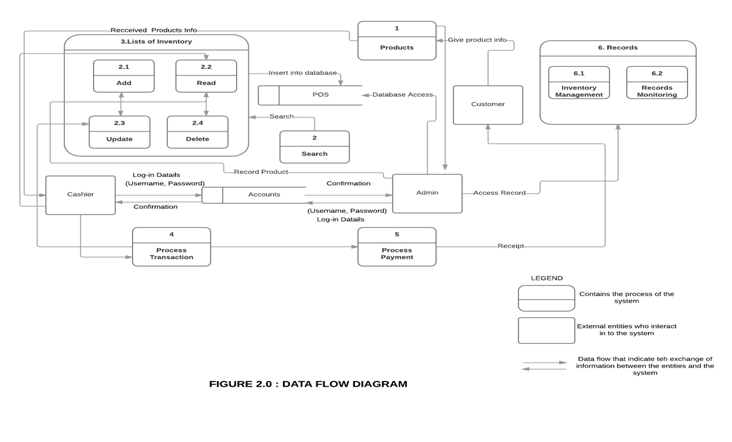 Recceived Products Info
1
Products
Give product info
3.Lists of Inventory
2.1
Add
2.2
Read
2.3
Update
2.4
Delete
Insert into database
POS
Database Access
Search
2
Search
Customer
6. Records
6.1
Inventory
Management
6.2
Records
Monitoring
Record Product
Cashier
Log-in Datails
(Username, Password)
Confirmation
Accounts
Confirmation
(Username, Password)
Log-in Datails
Admin
Access Record
4
Process
Transaction
5
Process
Payment
Receipt
LEGEND
Contains the process of the
system
External entities who interact
in to the system
Data flow that indicate teh exchange of
information between the entities and the
system
FIGURE 2.0 : DATA FLOW DIAGRAM